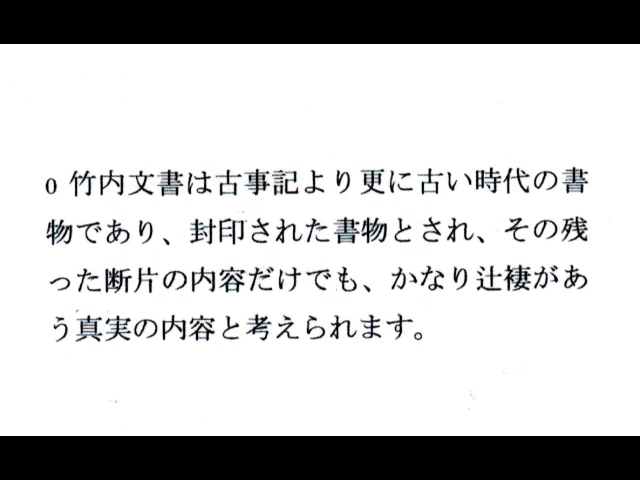 o 竹内文書は古事記より更に古い時代の書
物であり、封印された書物とされ、その残
った断片の内容だけでも、かなり辻褄があ
う真実の内容と考えられます。